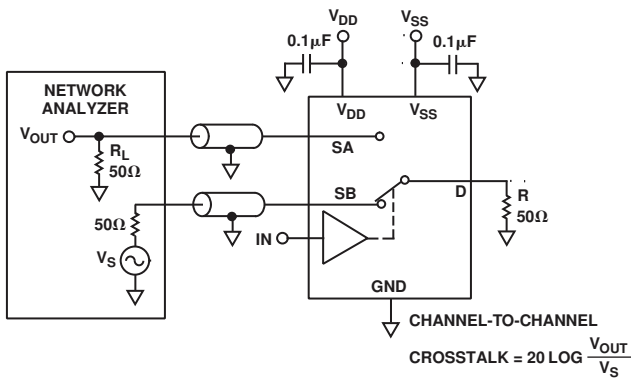 V_DD
V_SS
0.1µF
0.1µF
NETWORK
ANALYZER
V_DD
V_SS
V_OUT
R_L
50Ω
SA
50Ω
SB
D
R
50Ω
V_S
IN
GND
CHANNEL-TO-CHANNEL
CROSSTALK = 20 LOG V_OUT / V_S